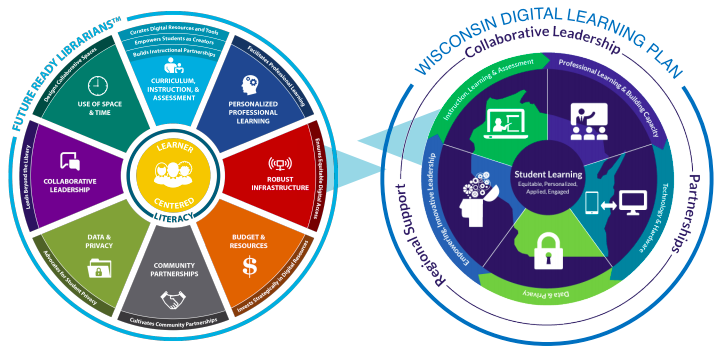 FUTURE READY LIBRARIANS™
Curates Digital Resources and Tools
Empowers Students as Creators
Builds Instructional Partnerships
CURRICULUM,
INSTRUCTION, &
ASSESSMENT
Facilitates Professional Learning
PERSONALIZED
PROFESSIONAL
LEARNING
Ensures Equitable Digital Access
ROBUST
INFRASTRUCTURE
Invests Strategically in Digital Resources
BUDGET &
RESOURCES
Cultivates Community Partnerships
COMMUNITY
PARTNERSHIPS
Advocates for Student Privacy
DATA &
PRIVACY
Leads Beyond the Library
COLLABORATIVE
LEADERSHIP
Designs Collaborative Spaces
USE OF SPACE
& TIME
LEARNER
CENTERED
LITERACY
WISCONSIN DIGITAL LEARNING PLAN
Collaborative Leadership
Partnerships
Regional Support
Instruction, Learning & Assessment
Professional Learning & Building Capacity
Technology & Hardware
Data & Privacy
Empowering, Innovative Leadership
Student Learning
Equitable, Personalized,
Applied, Engaged